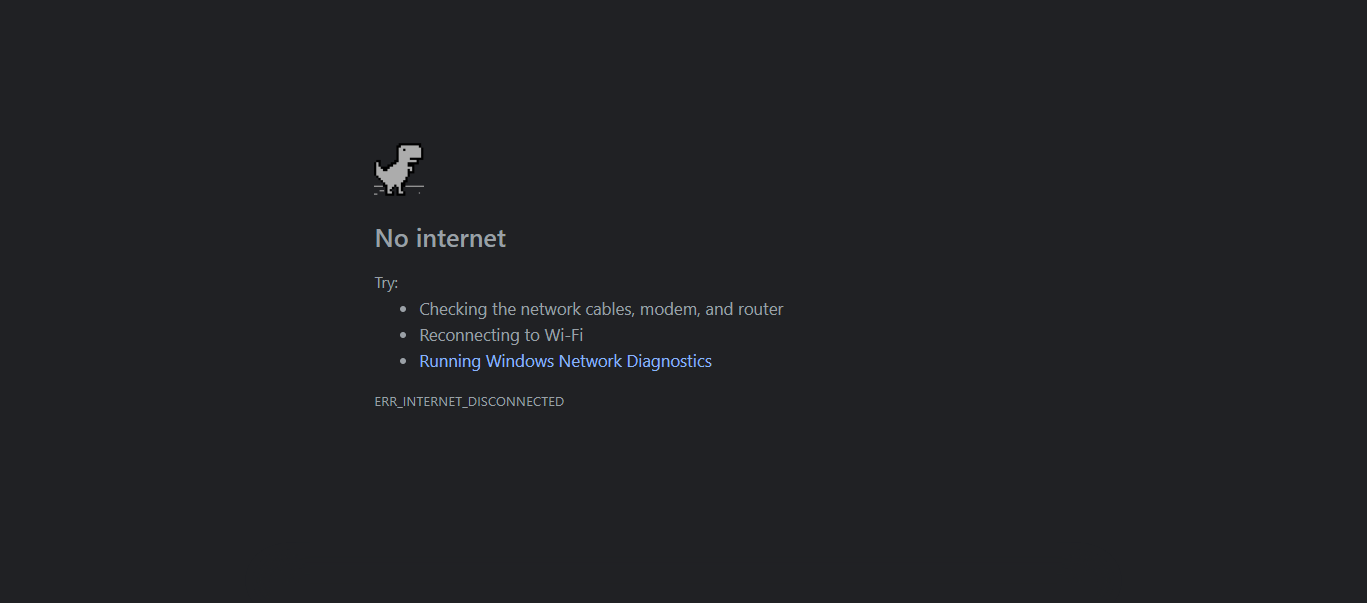 No internet
Try:
• Checking the network cables, modem, and router
• Reconnecting to Wi-Fi
• Running Windows Network Diagnostics
ERR_INTERNET_DISCONNECTED